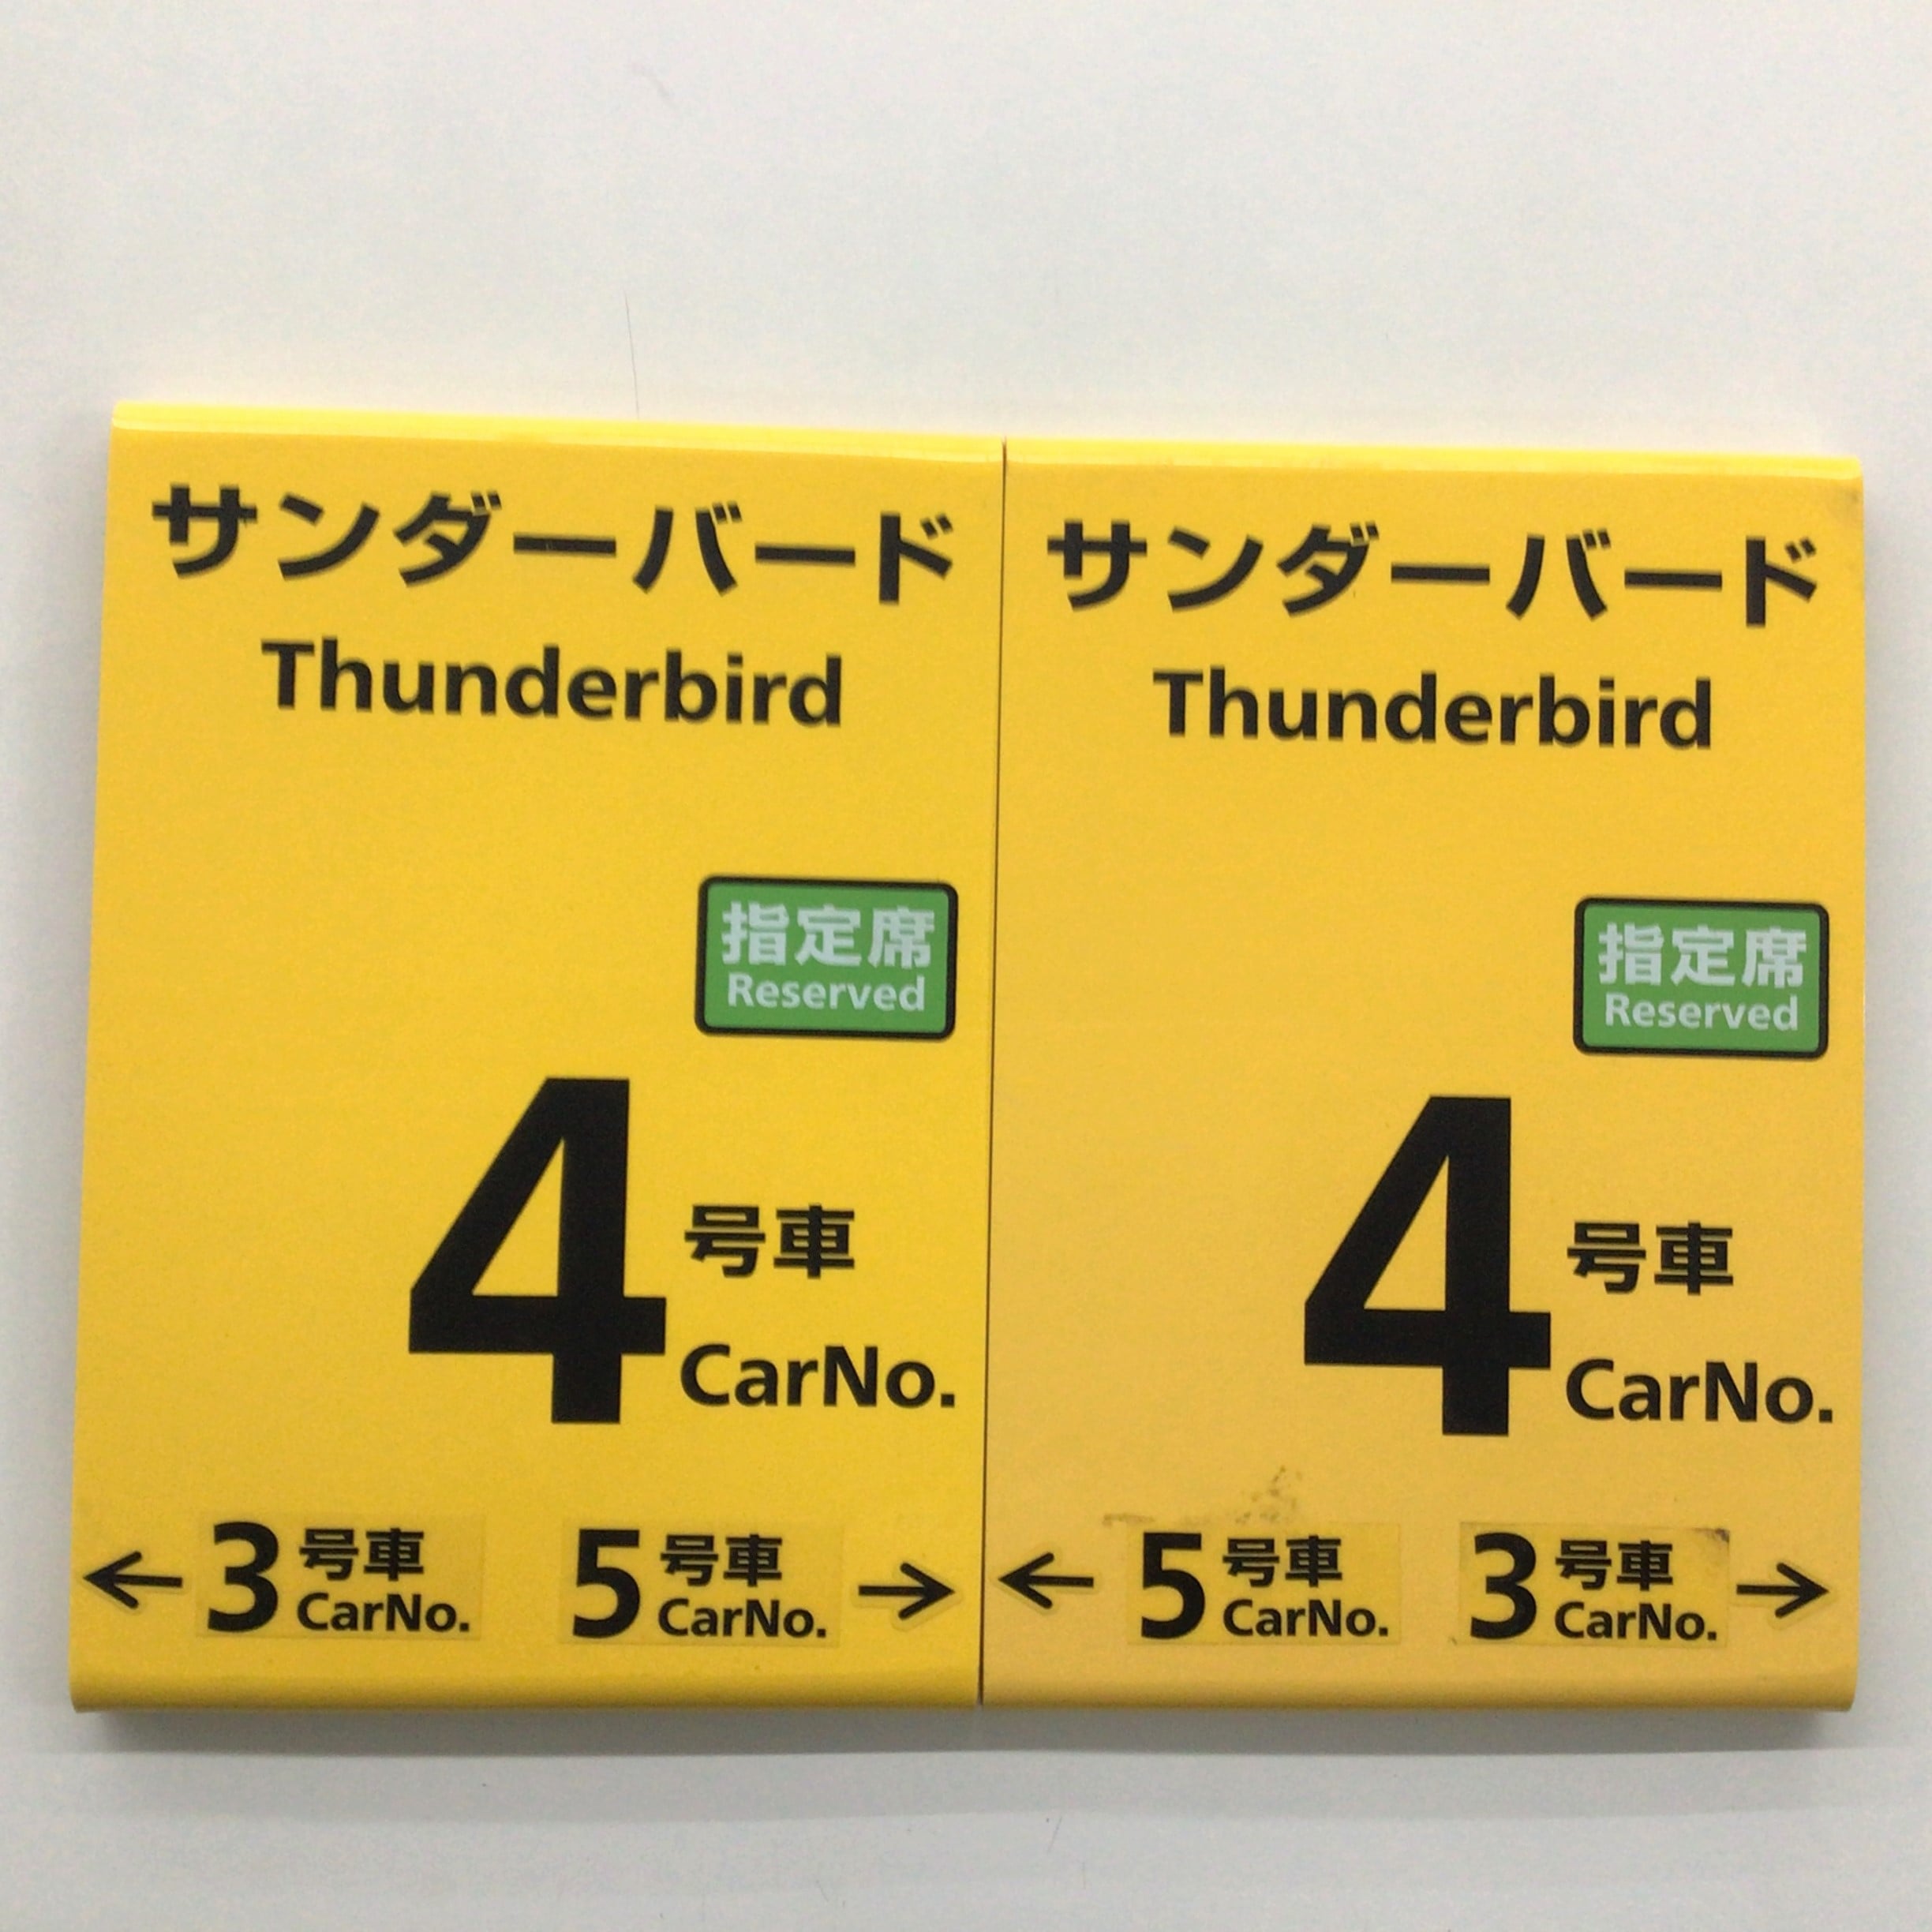 サンダーバード
Thunderbird
指定席
Reserved
4 号車
CarNo.
← 3 号車 5 号車 →
CarNo. CarNo.
サンダーバード
Thunderbird
指定席
Reserved
4 号車
CarNo.
← 5 号車 3 号車 →
CarNo. CarNo.